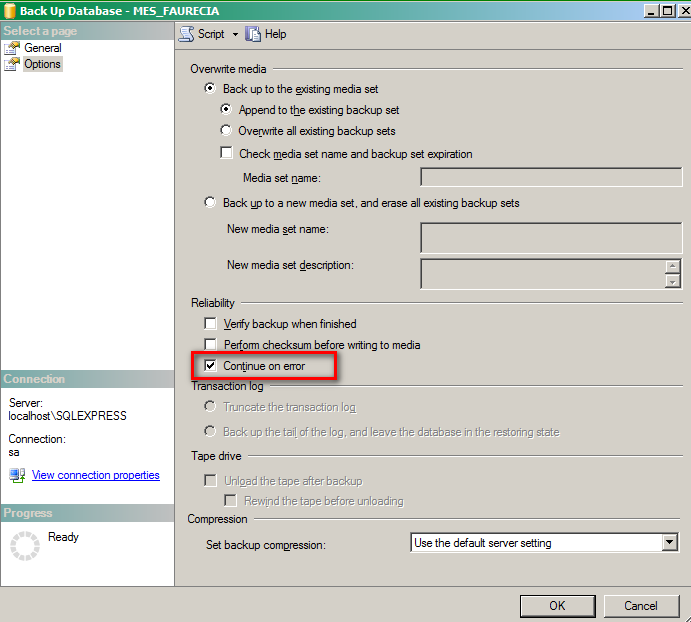 Back Up Database - MES_FAURECIA
Select a page
General
Options
Script
Help
Overwrite media
Back up to the existing media set
Append to the existing backup set
Overwrite all existing backup sets
Check media set name and backup set expiration
Media set name:
Back up to a new media set, and erase all existing backup sets
New media set name:
New media set description:
Reliability
Verify backup when finished
Perform checksum before writing to media
Continue on error
Transaction log
Truncate the transaction log
Back up the tail of the log, and leave the database in the restoring state
Tape drive
Unload the tape after backup
Rewind the tape before unloading
Compression
Set backup compression:
Use the default server setting
Connection
Server:
localhost\SQLEXPRESS
Connection:
sa
View connection properties
Progress
Ready
OK
Cancel